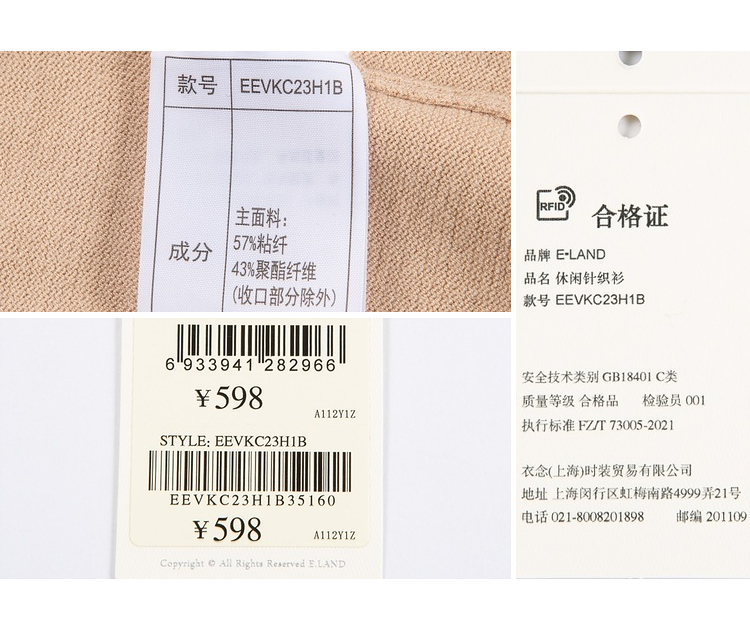 款号 EEVKC23H1B
成分
主面料:
57%粘纤
43%聚酯纤维
(收口部分除外)
6 933941 282966
￥598
A112Y1Z
STYLE: EEVKC23H1B
EEVKC23H1B35160
￥598
A112Y1Z
Copyright © All Rights Reserved E.LAND
RFID
合格证
品牌 E•LAND
品名 休闲针织衫
款号 EEVKC23H1B
安全技术类别 GB18401 C类
质量等级 合格品 检验员 001
执行标准 FZ/T 73005-2021
衣念(上海)时装贸易有限公司
地址 上海闵行区虹梅南路4999弄21号
电话 021-8008201898 邮编 201109